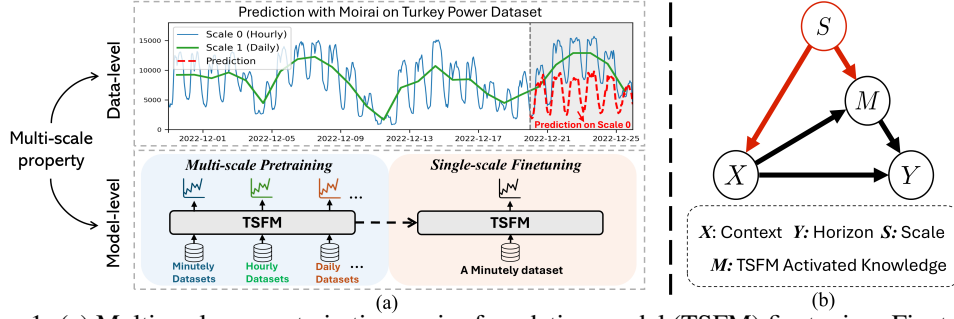 Prediction with Moirai on Turkey Power Dataset
Scale 0 (Hourly)
Scale 1 (Daily)
Prediction
15000
10000
5000
0
Prediction on Scale 0
2022-12-01 2022-12-05 2022-12-09 2022-12-13 2022-12-17 2022-12-21 2022-12-25
Data-level
Multi-scale
property
Model-level
Multi-scale Pretraining
Single-scale Finetuning
...
TSFM
TSFM
Minutely
Datasets
Hourly
Datasets
Daily
Datasets
...
A Minutely dataset
(a)
S
M
X
Y
X: Context Y: Horizon S: Scale
M: TSFM Activated Knowledge
(b)